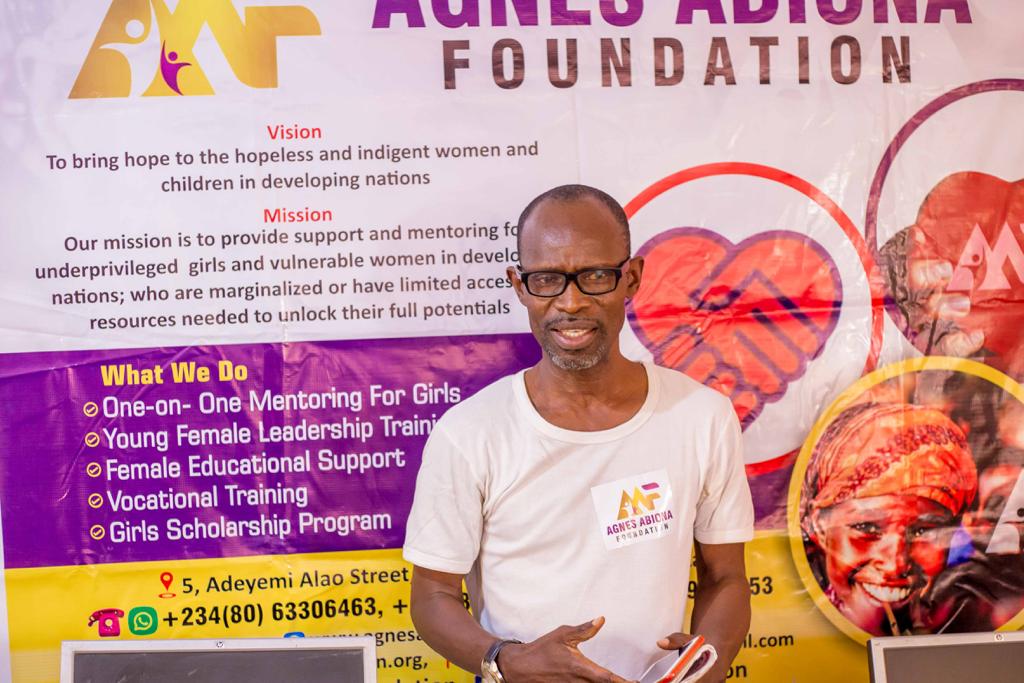 AGNES ABIONA
FOUNDATION
Vision
To bring hope to the hopeless and indigent women and
children in developing nations
Mission
Our mission is to provide support and mentoring
underprivileged girls and vulnerable women in
nations; who are marginalized or have limited
resources needed to unlock their full potentials
What We Do
One-on- One Mentoring For Girls
Young Female Leadership
Female Educational Support
Vocational Training
Girls Scholarship Program
5, Adeyemi Alao Street
+234(80) 63306463, +
53
AGNES ABIONA
FOUNDATION